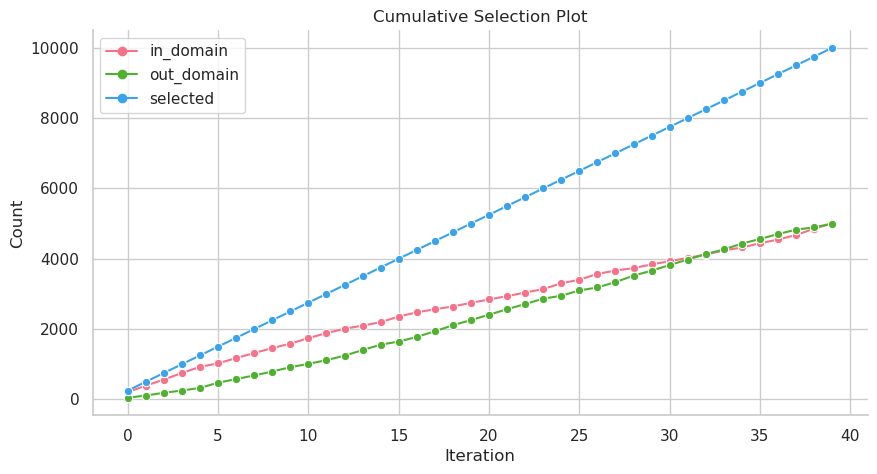 Cumulative Selection Plot
in_domain
out_domain
selected
10000
8000
6000
4000
2000
0
Count
0 5 10 15 20 25 30 35 40
Iteration